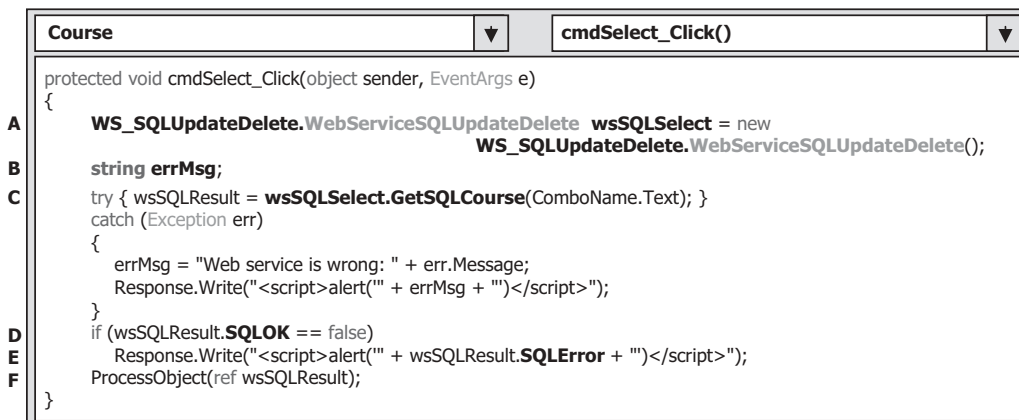 Course cmdSelect_Click()
protected void cmdSelect_Click(object sender, EventArgs e)
{
A WS_SQLUpdateDelete.WebServiceSQLUpdateDelete wsSQLSelect = new
WS_SQLUpdateDelete.WebServiceSQLUpdateDelete();
B string errMsg;
C try { wsSQLResult = wsSQLSelect.GetSQLCourse(ComboName.Text); }
catch (Exception err)
{
errMsg = "Web service is wrong: " + err.Message;
Response.Write("<script>alert('" + errMsg + "')</script>");
}
D if (wsSQLResult.SQLOK == false)
E Response.Write("<script>alert('" + wsSQLResult.SQLError + "')</script>");
F ProcessObject(ref wsSQLResult);
}